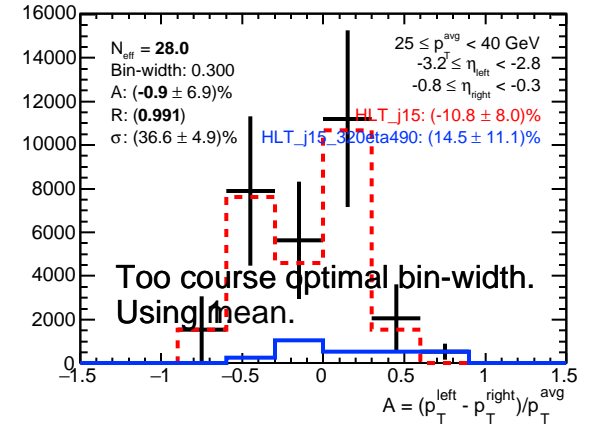 16000
14000
12000
10000
8000
6000
4000
2000
0
N_eff = 28.0
Bin-width: 0.300
A: (-0.9 ± 6.9)%
R: (0.991)
σ: (36.6 ± 4.9)%
25 ≤ p_T^avg < 40 GeV
-3.2 ≤ η_left < -2.8
-0.8 ≤ η_right < -0.3
HLT_j15: (-10.8 ± 8.0)%
HLT_j15_320eta490: (14.5 ± 11.1)%
Too course optimal bin-width.
Using mean.
−1.5 −1 −0.5 0 0.5 1 1.5
A = (p_T^left - p_T^right)/p_T^avg